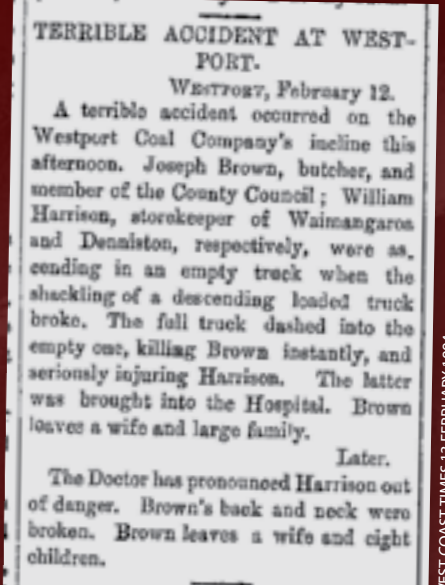 TERRIBLE ACCIDENT AT WEST-
PORT.
WESTPORT, February 12.
A terrible accident occurred on the
Westport Coal Company's incline this
afternoon. Joseph Brown, butcher, and
member of the County Council; William
Harrison, storekeeper of Waimangaroa
and Denniston, respectively, were as.
cending in an empty truck when the
shackling of a descending loaded truck
broke. The full truck dashed into the
empty one, killing Brown instantly, and
seriously injuring Harrison. The latter
was brought into the Hospital. Brown
leaves a wife and large family.
Later.
The Doctor has pronounced Harrison out
of danger. Brown's back and neck were
broken. Brown leaves a wife and eight
children.
COAST TIMES 13 FEBRUARY